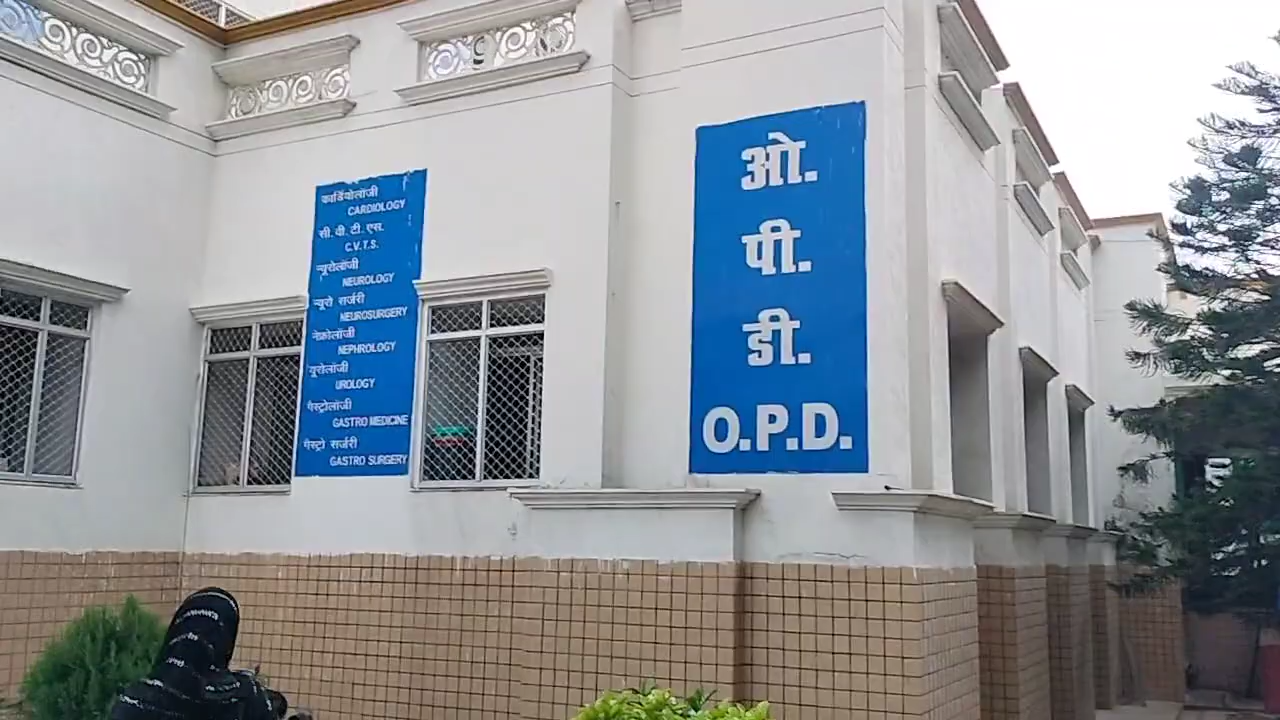 कार्डियोलॉजी
CARDIOLOGY
सी. वी. टी. एस.
C.V.T.S.
न्यूरोलॉजी
NEUROLOGY
न्यूरो सर्जरी
NEUROSURGERY
नेफ्रोलॉजी
NEPHROLOGY
यूरोलॉजी
UROLOGY
गैस्ट्रोलॉजी
GASTRO MEDICINE
गैस्ट्रो सर्जरी
GASTRO SURGERY
ओ.
पी.
डी.
O.P.D.